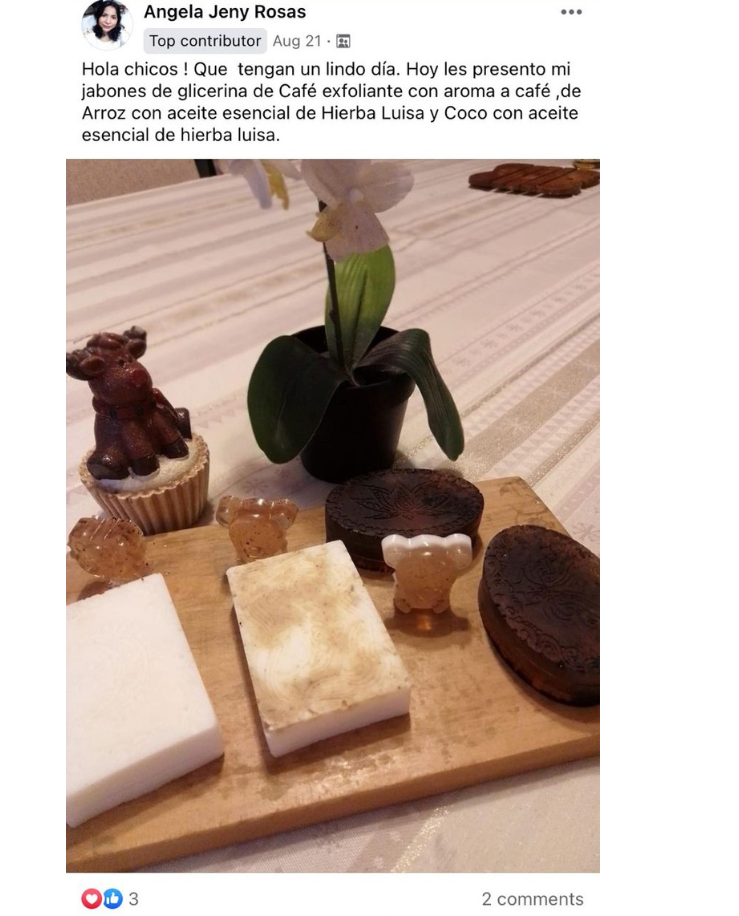 Angela Jeny Rosas
Top contributor Aug 21 ·
Hola chicos ! Que tengan un lindo día. Hoy les presento mi
jabones de glicerina de Café exfoliante con aroma a café ,de
Arroz con aceite esencial de Hierba Luisa y Coco con aceite
esencial de hierba luisa.
3 2 comments